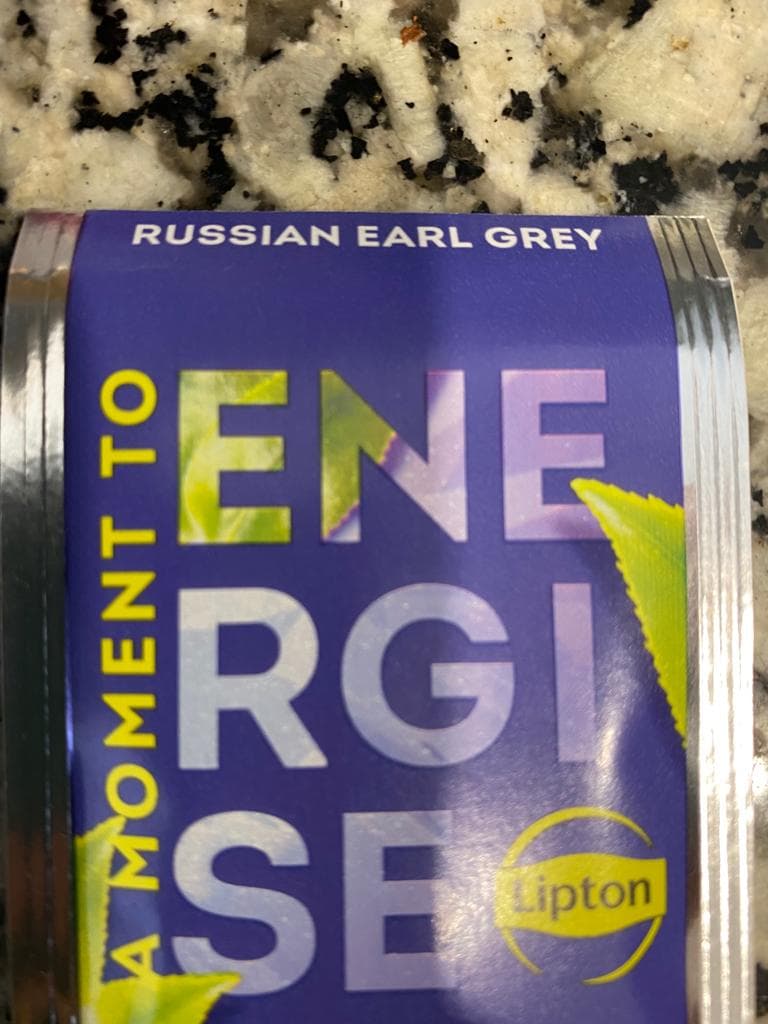 RUSSIAN EARL GREY
A MOMENT TO
ENE
RGI
SE
Lipton